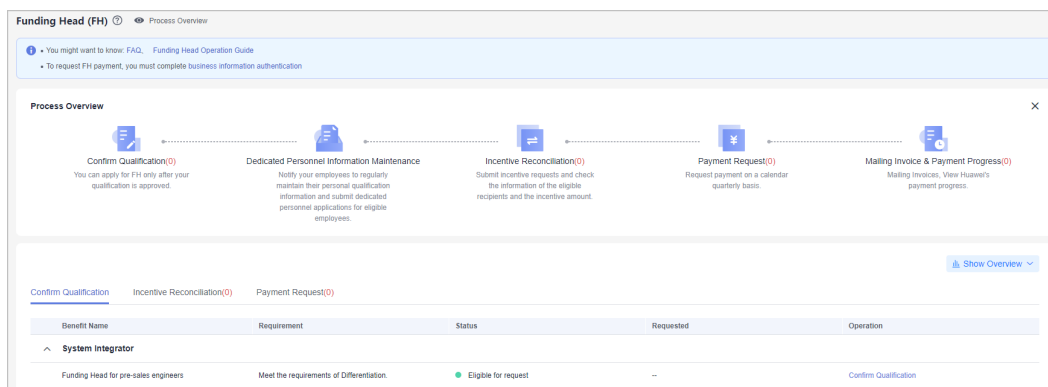 Funding Head (FH) Process Overview
• You might want to know: FAQ, Funding Head Operation Guide
• To request FH payment, you must complete business information authentication
Process Overview
Confirm Qualification(0)
You can apply for FH only after your
qualification is approved.
Dedicated Personnel Information Maintenance
Notify your employees to regularly
maintain their personal qualification
information and submit dedicated
personnel applications for eligible
employees.
Incentive Reconciliation(0)
Submit incentive requests and check
the information of the eligible
recipients and the incentive amount.
Payment Request(0)
Request payment on a calendar
quarterly basis.
Mailing Invoice & Payment Progress(0)
Mailing Invoices, View Huawei's
payment progress.
Show Overview
Confirm Qualification Incentive Reconciliation(0) Payment Request(0)
Benefit Name Requirement Status Requested Operation
System Integrator
Funding Head for pre-sales engineers Meet the requirements of Differentiation. Eligible for request -- Confirm Qualification